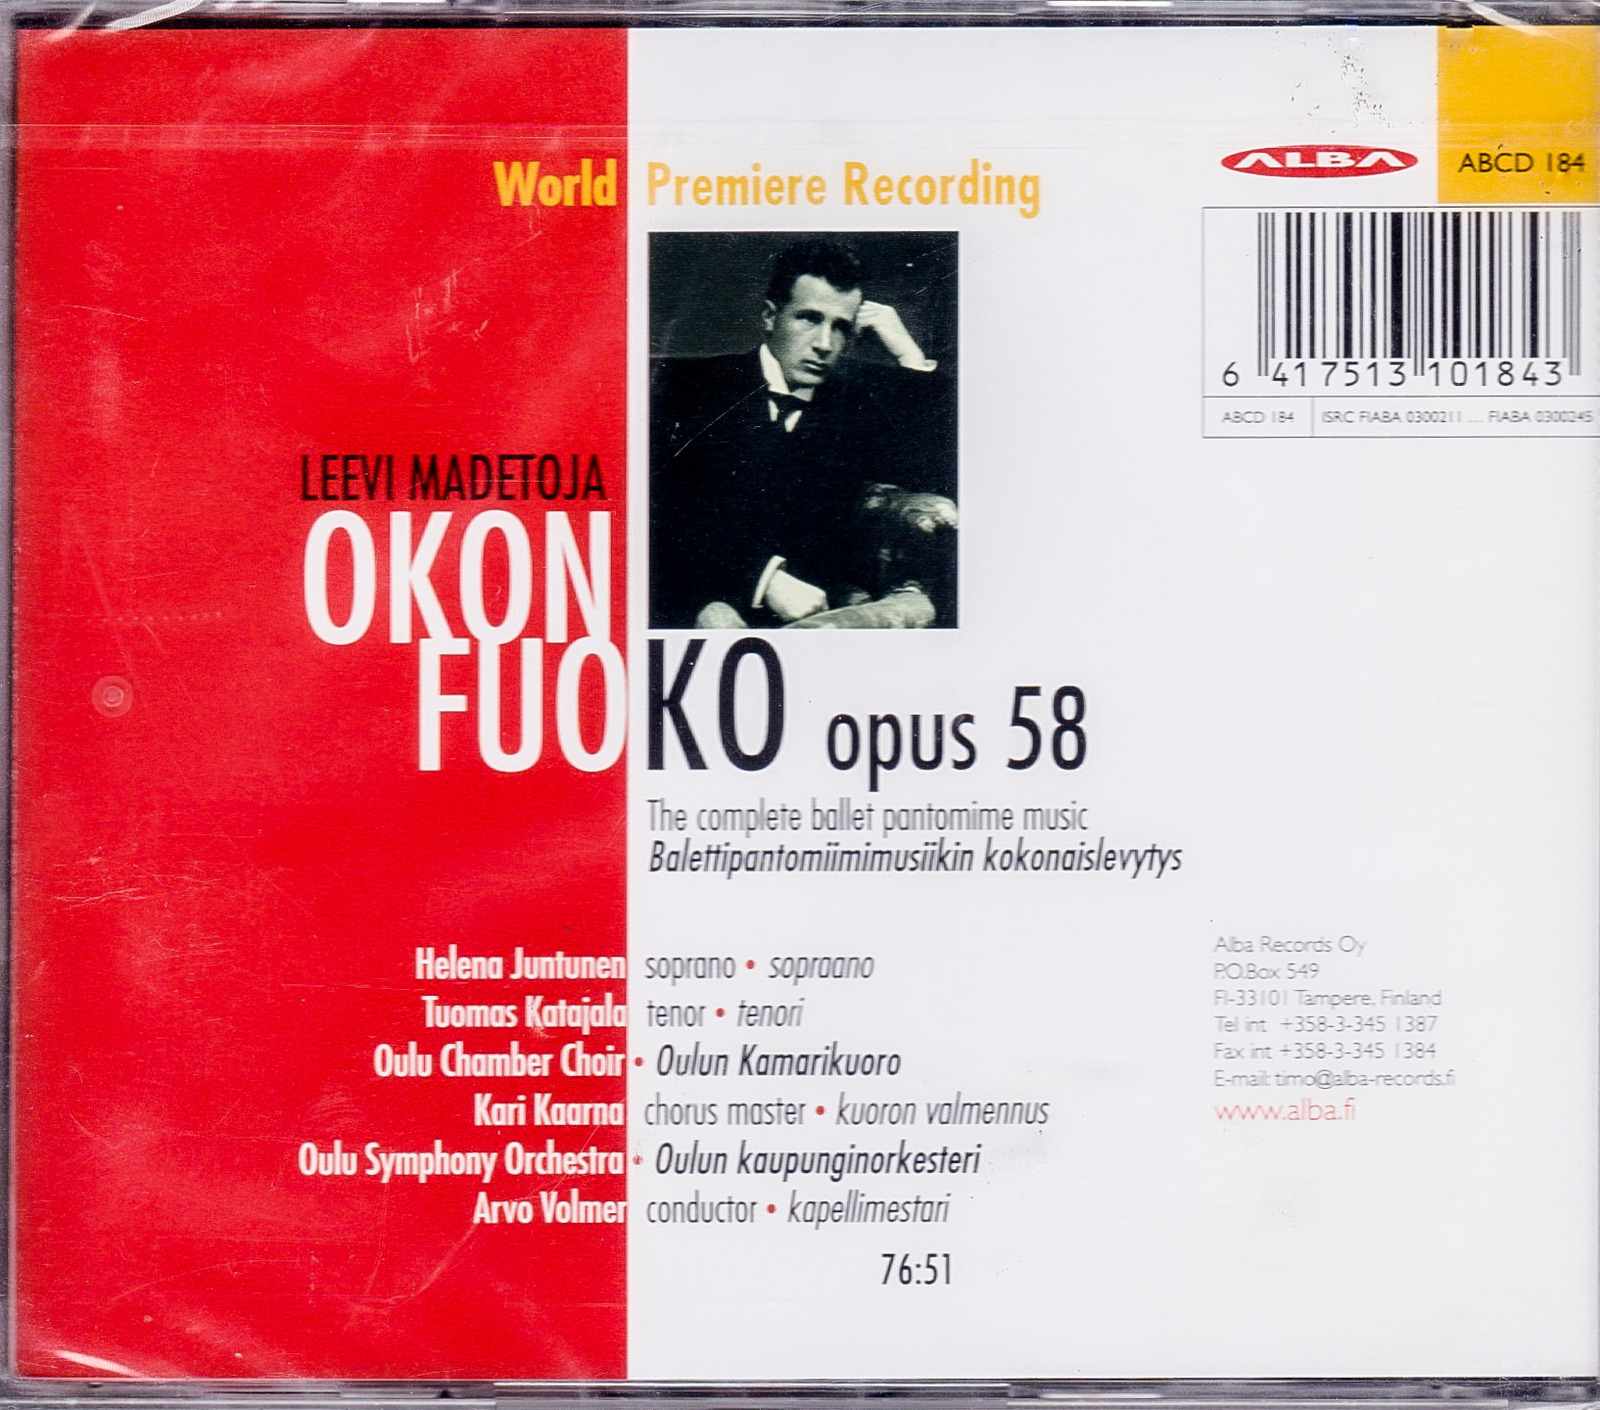 World Premiere Recording
ALBA
ABCD 184
6 417513 101843
ABCD 184 ISRC FIABA 0300211 .... FIABA 0300245
LEEVI MADETOJA
OKON
FUOKO opus 58
The complete ballet pantomime music
Balettipantomiimimusiikin kokonaislevytys
Helena Juntunen soprano • sopraano
Tuomas Katajala tenor • tenori
Oulu Chamber Choir • Oulun Kamarikuoro
Kari Kaarna chorus master • kuoron valmennus
Oulu Symphony Orchestra • Oulun kaupunginorkesteri
Arvo Volmer conductor • kapellimestari
76:51
Alba Records Oy
P.O.Box 549
FI-33101 Tampere, Finland
Tel int +358-3-345 1387
Fax int +358-3-345 1384
E-mail: timo@alba-records.fi
www.alba.fi